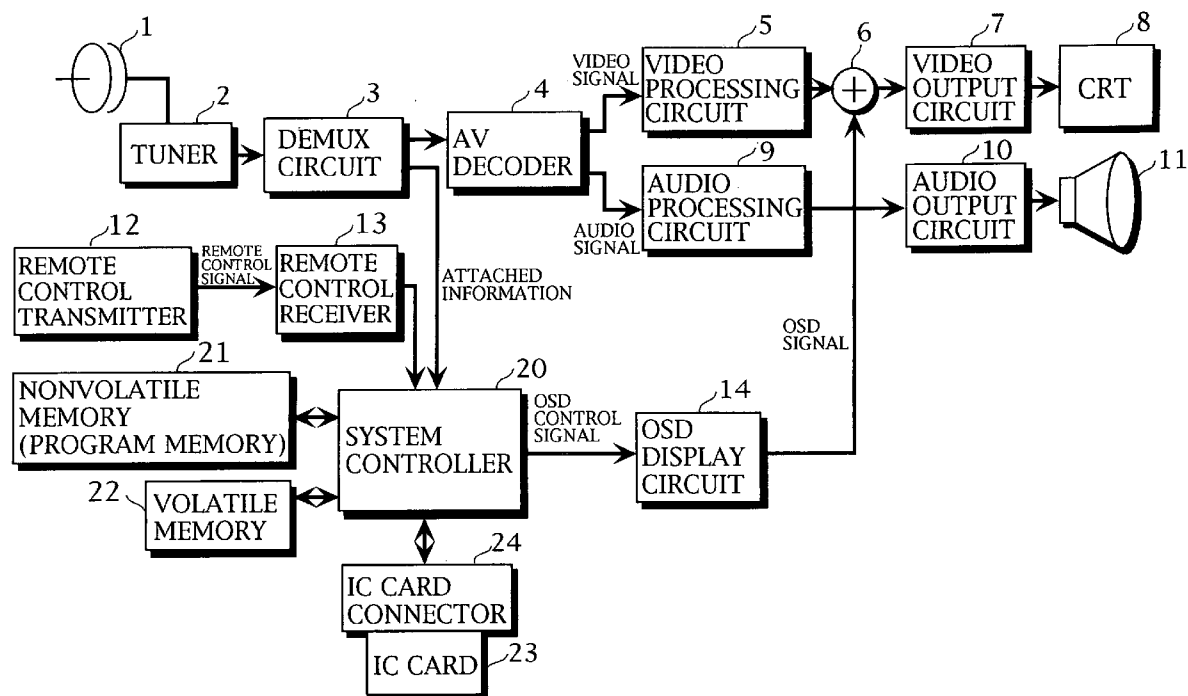 1
2
TUNER
3
DEMUX
CIRCUIT
4
AV
DECODER
VIDEO
SIGNAL
5
VIDEO
PROCESSING
CIRCUIT
6
+
7
VIDEO
OUTPUT
CIRCUIT
8
CRT
AUDIO
SIGNAL
9
AUDIO
PROCESSING
CIRCUIT
10
AUDIO
OUTPUT
CIRCUIT
11
12
REMOTE
CONTROL
TRANSMITTER
REMOTE
CONTROL
SIGNAL
13
REMOTE
CONTROL
RECEIVER
ATTACHED
INFORMATION
OSD
SIGNAL
21
NONVOLATILE
MEMORY
(PROGRAM MEMORY)
20
SYSTEM
CONTROLLER
OSD
CONTROL
SIGNAL
14
OSD
DISPLAY
CIRCUIT
22
VOLATILE
MEMORY
24
IC CARD
CONNECTOR
IC CARD
23